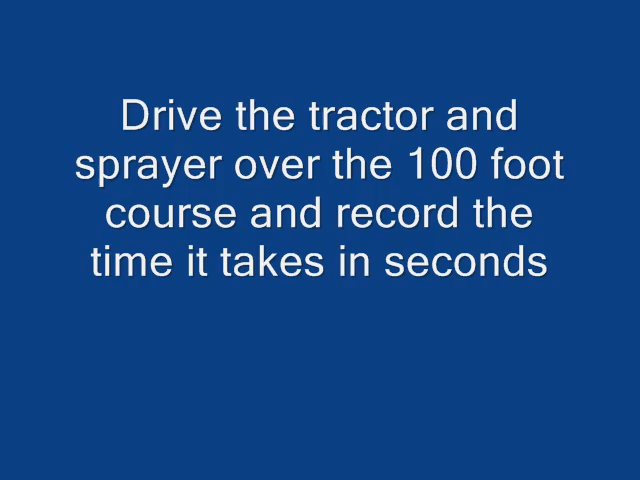 Drive the tractor and
sprayer over the 100 foot
course and record the
time it takes in seconds